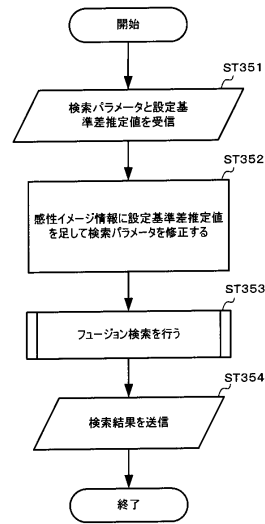 開始
ST351
検索パラメータと設定基
準差推定値を受信
ST352
感性イメージ情報に設定基準差推定値
を足して検索パラメータを修正する
ST353
フュージョン検索を行う
ST354
検索結果を送信
終了